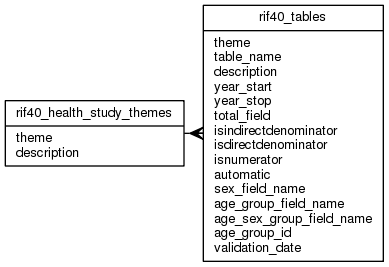 rif40_health_study_themes
theme
description
rif40_tables
theme
table_name
description
year_start
year_stop
total_field
isindirectdenominator
isdirectdenominator
isnumerator
automatic
sex_field_name
age_group_field_name
age_sex_group_field_name
age_group_id
validation_date